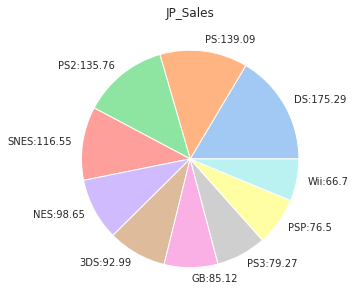 JP_Sales
PS:139.09
PS2:135.76
DS:175.29
SNES:116.55
Wii:66.7
NES:98.65
PSP:76.5
3DS:92.99
PS3:79.27
GB:85.12